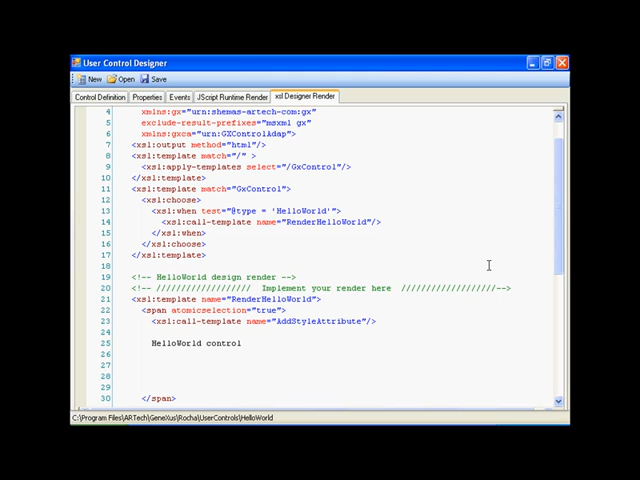 User Control Designer
New Open Save
Control Definition Properties Events JScript Runtime Render xsl Designer Render
4 xmlns:gx="urn:shemas-artech-com:gx"
5 exclude-result-prefixes="msxml gx"
6 xmlns:gxca="urn:GXControlAdap">
7 <xsl:output method="html"/>
8 <xsl:template match="/" >
9 <xsl:apply-templates select="/GxControl"/>
10 </xsl:template>
11 <xsl:template match="GxControl">
12 <xsl:choose>
13 <xsl:when test="@type = 'HelloWorld'">
14 <xsl:call-template name="RenderHelloWorld"/>
15 </xsl:when>
16 </xsl:choose>
17 </xsl:template>
18
19 <!-- HelloWorld design render -->
20 <!-- /////////////////// Implement your render here ///////////////////-->
21 <xsl:template name="RenderHelloWorld">
22 <span atomicselection="true">
23 <xsl:call-template name="AddStyleAttribute"/>
24
25 HelloWorld control
26
27
28
29
30 </span>
C:\Program Files\ARTech\GeneXus\Rocha\UserControls\HelloWorld